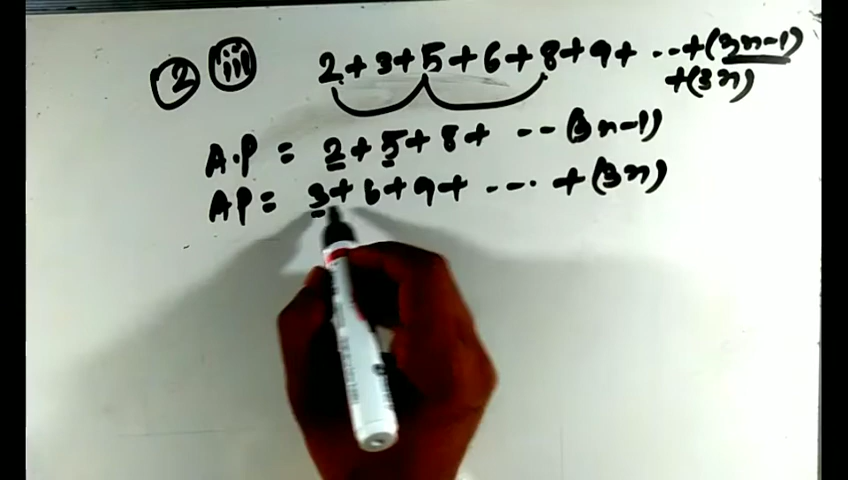 2 iii 2+3+5+6+8+9+ ..+(3n-1)
+(3n)
A.P = 2+5+8+ -- (3n-1)
AP= 3+6+9+ .... +(3n)